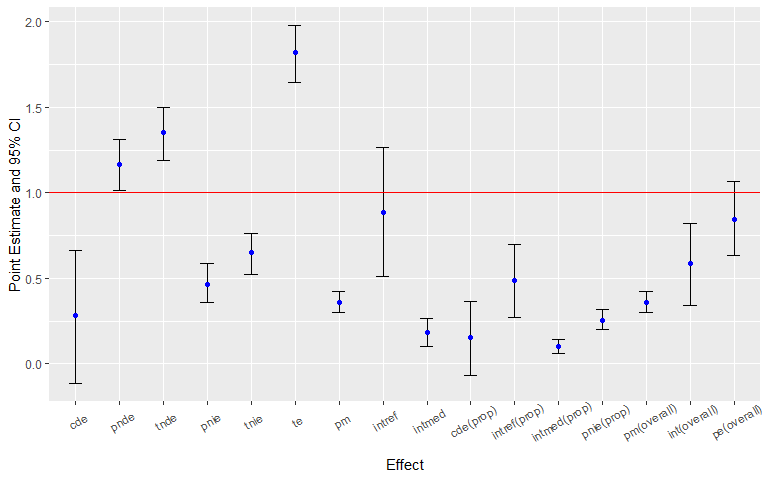 Point Estimate and 95% CI
2.0
1.5
1.0
0.5
0.0
cde
pnde
tnde
pnie
tnie
te
pm
intref
intmed
cde(prop)
intref(prop)
intmed(prop)
pnie(prop)
pm(overall)
int(overall)
pe(overall)
Effect